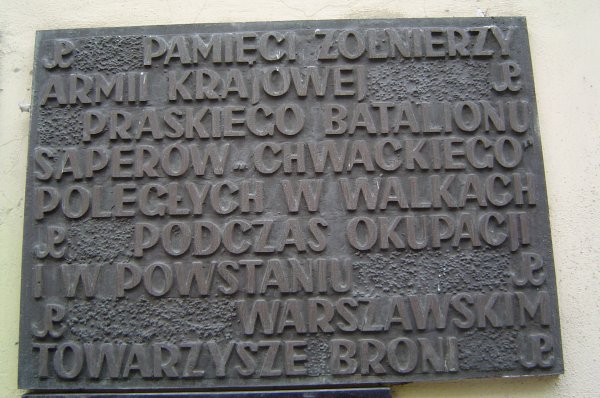 PAMIĘCI ŻOŁNIERZY
ARMII KRAJOWEJ
PRASKIEGO BATALIONU
SAPERÓW „CHWACKIEGO"
POLEGŁYCH W WALKACH
PODCZAS OKUPACJI
I W POWSTANIU
WARSZAWSKIM
TOWARZYSZE BRONI